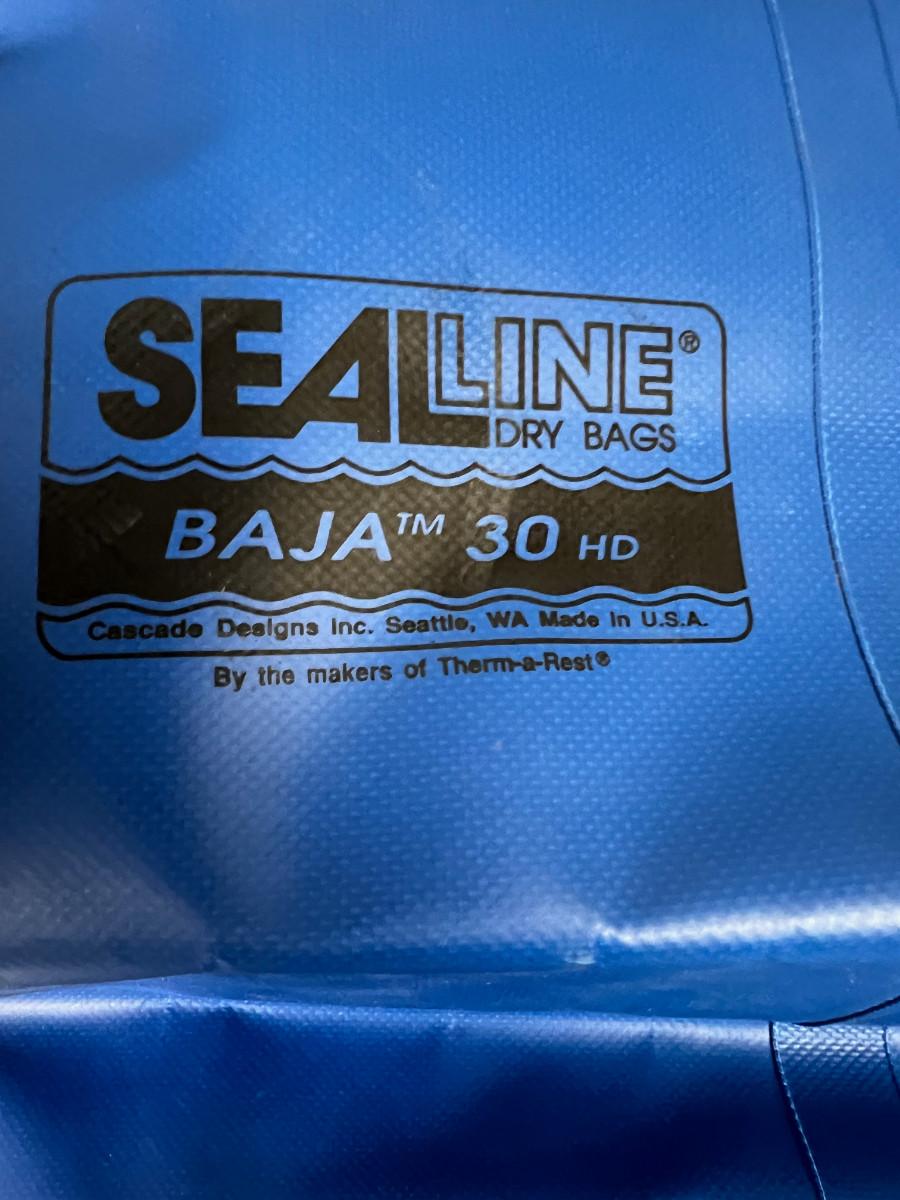 SEALLINE®
DRY BAGS
BAJA™ 30 HD
Cascade Designs Inc. Seattle, WA Made in U.S.A.
By the makers of Therm-a-Rest®